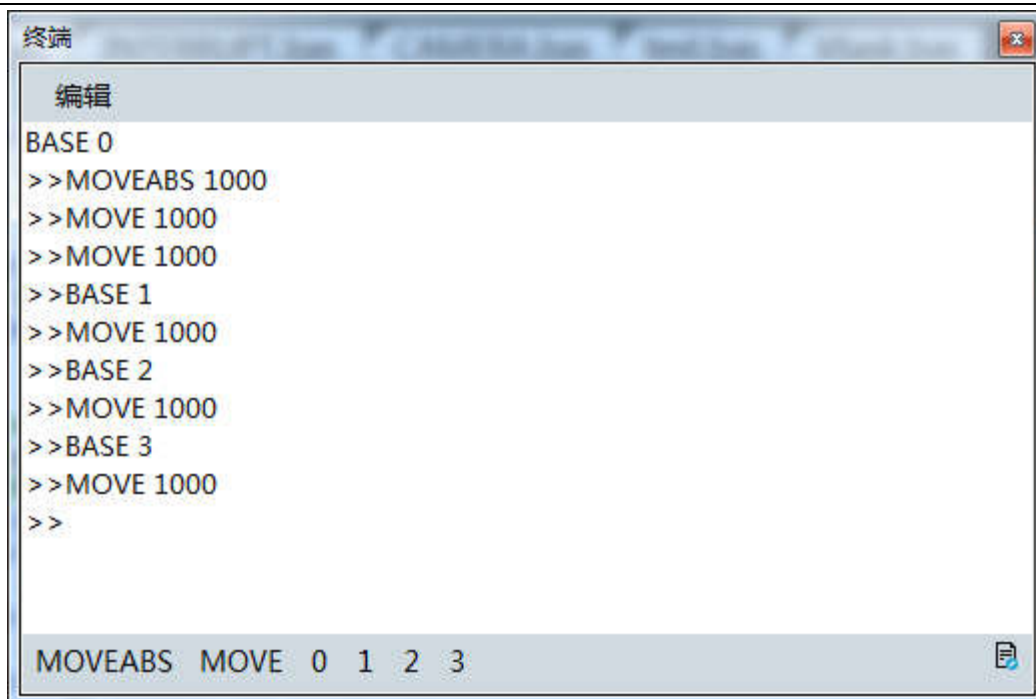 终端
编辑
BASE 0
>>MOVEABS 1000
>>MOVE 1000
>>MOVE 1000
>>BASE 1
>>MOVE 1000
>>BASE 2
>>MOVE 1000
>>BASE 3
>>MOVE 1000
>>
MOVEABS MOVE 0 1 2 3